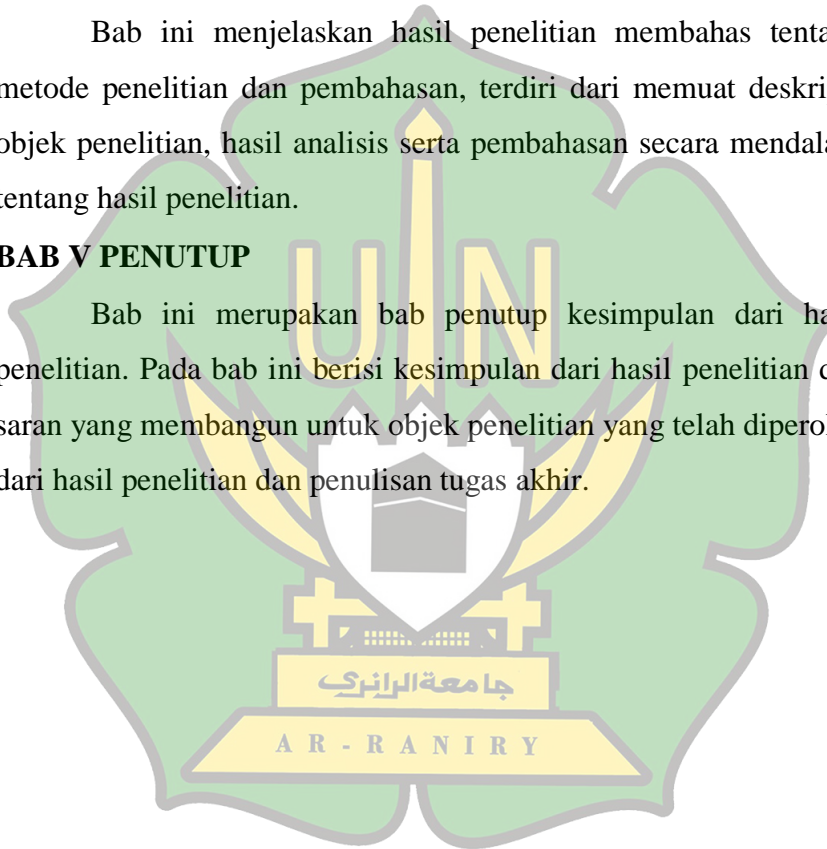 Bab ini menjelaskan hasil penelitian membahas tenta
metode penelitian dan pembahasan, terdiri dari memuat deskri
objek penelitian, hasil analisis serta pembahasan secara mendala
tentang hasil penelitian.
BAB V PENUTUP
Bab ini merupakan bab penutup kesimpulan dari ha
penelitian. Pada bab ini berisi kesimpulan dari hasil penelitian d
saran yang membangun untuk objek penelitian yang telah diperol
dari hasil penelitian dan penulisan tugas akhir.
UIN
جامعة الرانري
AR-RANIRY